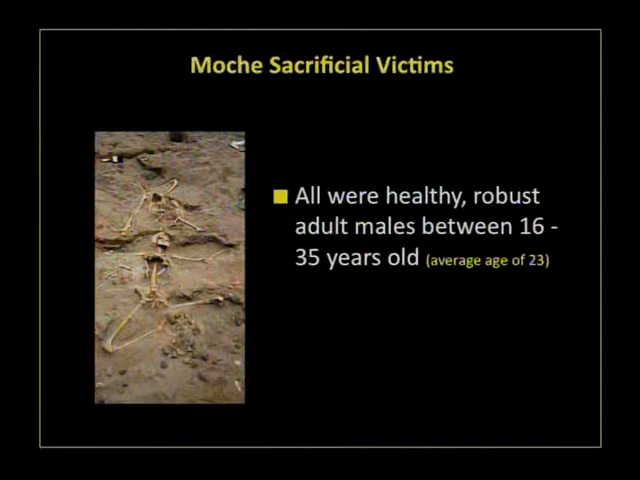 Moche Sacrificial Victims
All were healthy, robust
adult males between 16 -
35 years old (average age of 23)